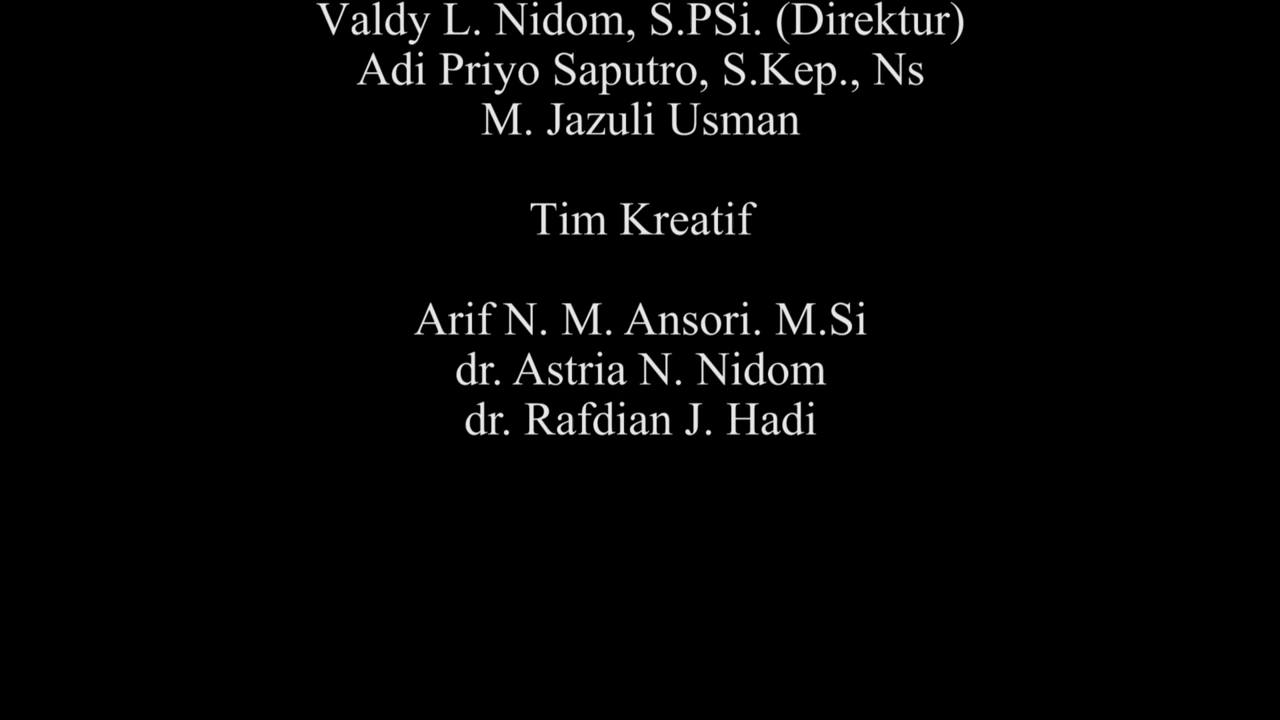 Valdy L. Nidom, S.PSi. (Direktur)
Adi Priyo Saputro, S.Kep., Ns
M. Jazuli Usman
Tim Kreatif
Arif N. M. Ansori. M.Si
dr. Astria N. Nidom
dr. Rafdian J. Hadi